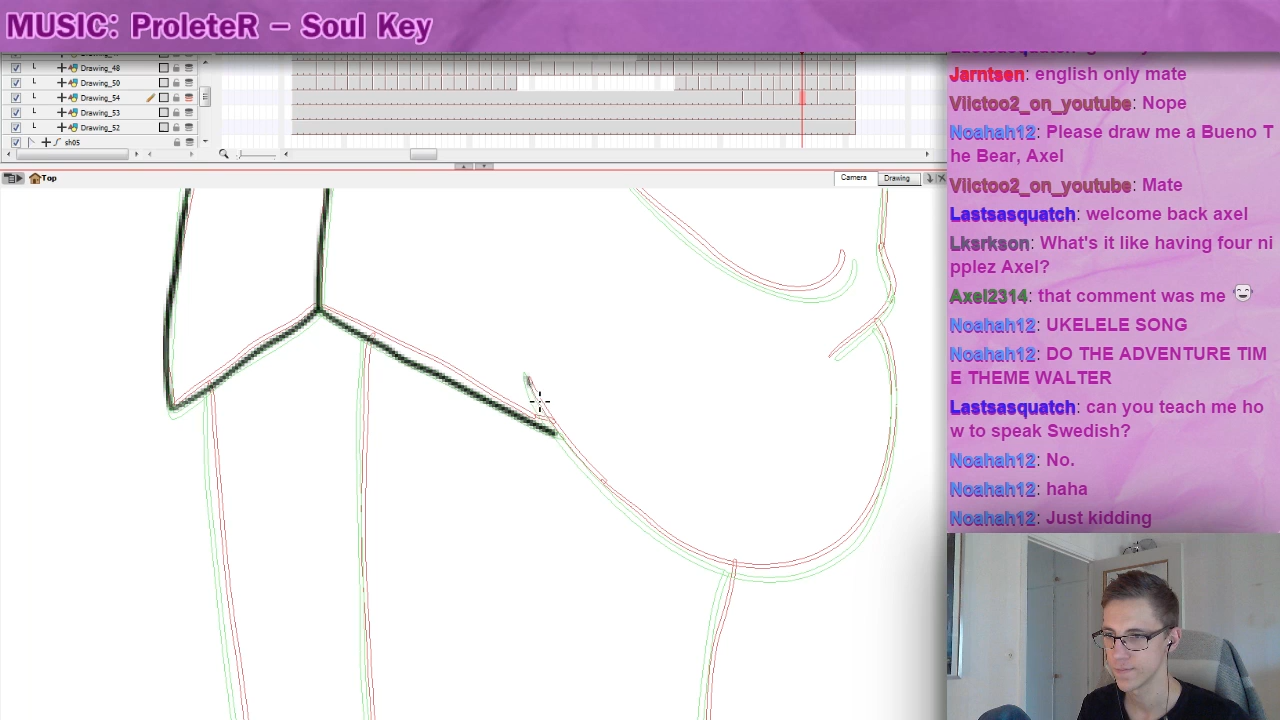 MUSIC: ProleteR – Soul Key
Drawing_48
Drawing_50
Drawing_54
Drawing_53
Drawing_52
sh05
Top
Camera
Drawing
Jarntsen: english only mate
Viictoo2_on_youtube: Nope
Noahah12: Please draw me a Bueno T
he Bear, Axel
Viictoo2_on_youtube: Mate
Lastsasquatch: welcome back axel
Lksrkson: What's it like having four ni
pplez Axel?
Axel2314: that comment was me
Noahah12: UKELELE SONG
Noahah12: DO THE ADVENTURE TIM
E THEME WALTER
Lastsasquatch: can you teach me ho
w to speak Swedish?
Noahah12: No.
Noahah12: haha
Noahah12: Just kidding